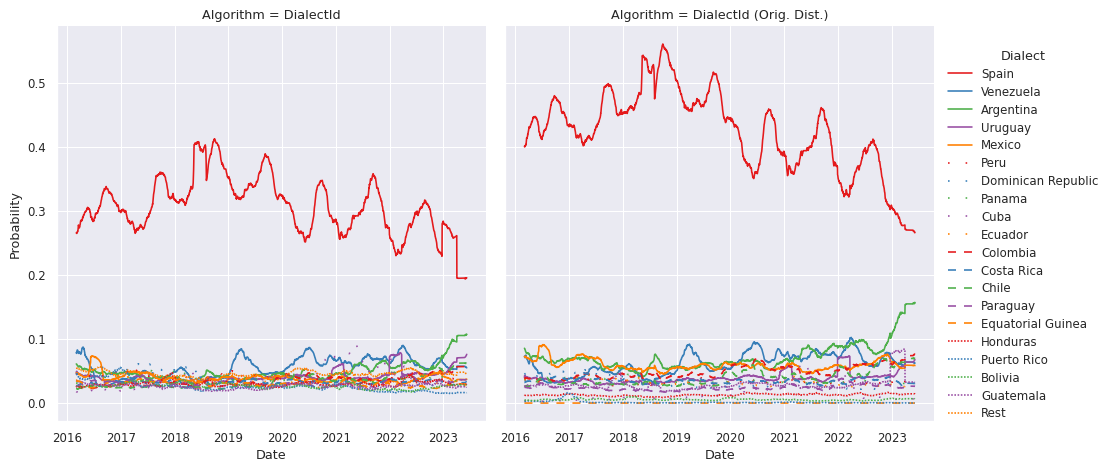 Algorithm = DialectId
Algorithm = DialectId (Orig. Dist.)
Probability
0.5
0.4
0.3
0.2
0.1
0.0
2016 2017 2018 2019 2020 2021 2022 2023
Date
2016 2017 2018 2019 2020 2021 2022 2023
Date
Dialect
Spain
Venezuela
Argentina
Uruguay
Mexico
Peru
Dominican Republic
Panama
Cuba
Ecuador
Colombia
Costa Rica
Chile
Paraguay
Equatorial Guinea
Honduras
Puerto Rico
Bolivia
Guatemala
Rest